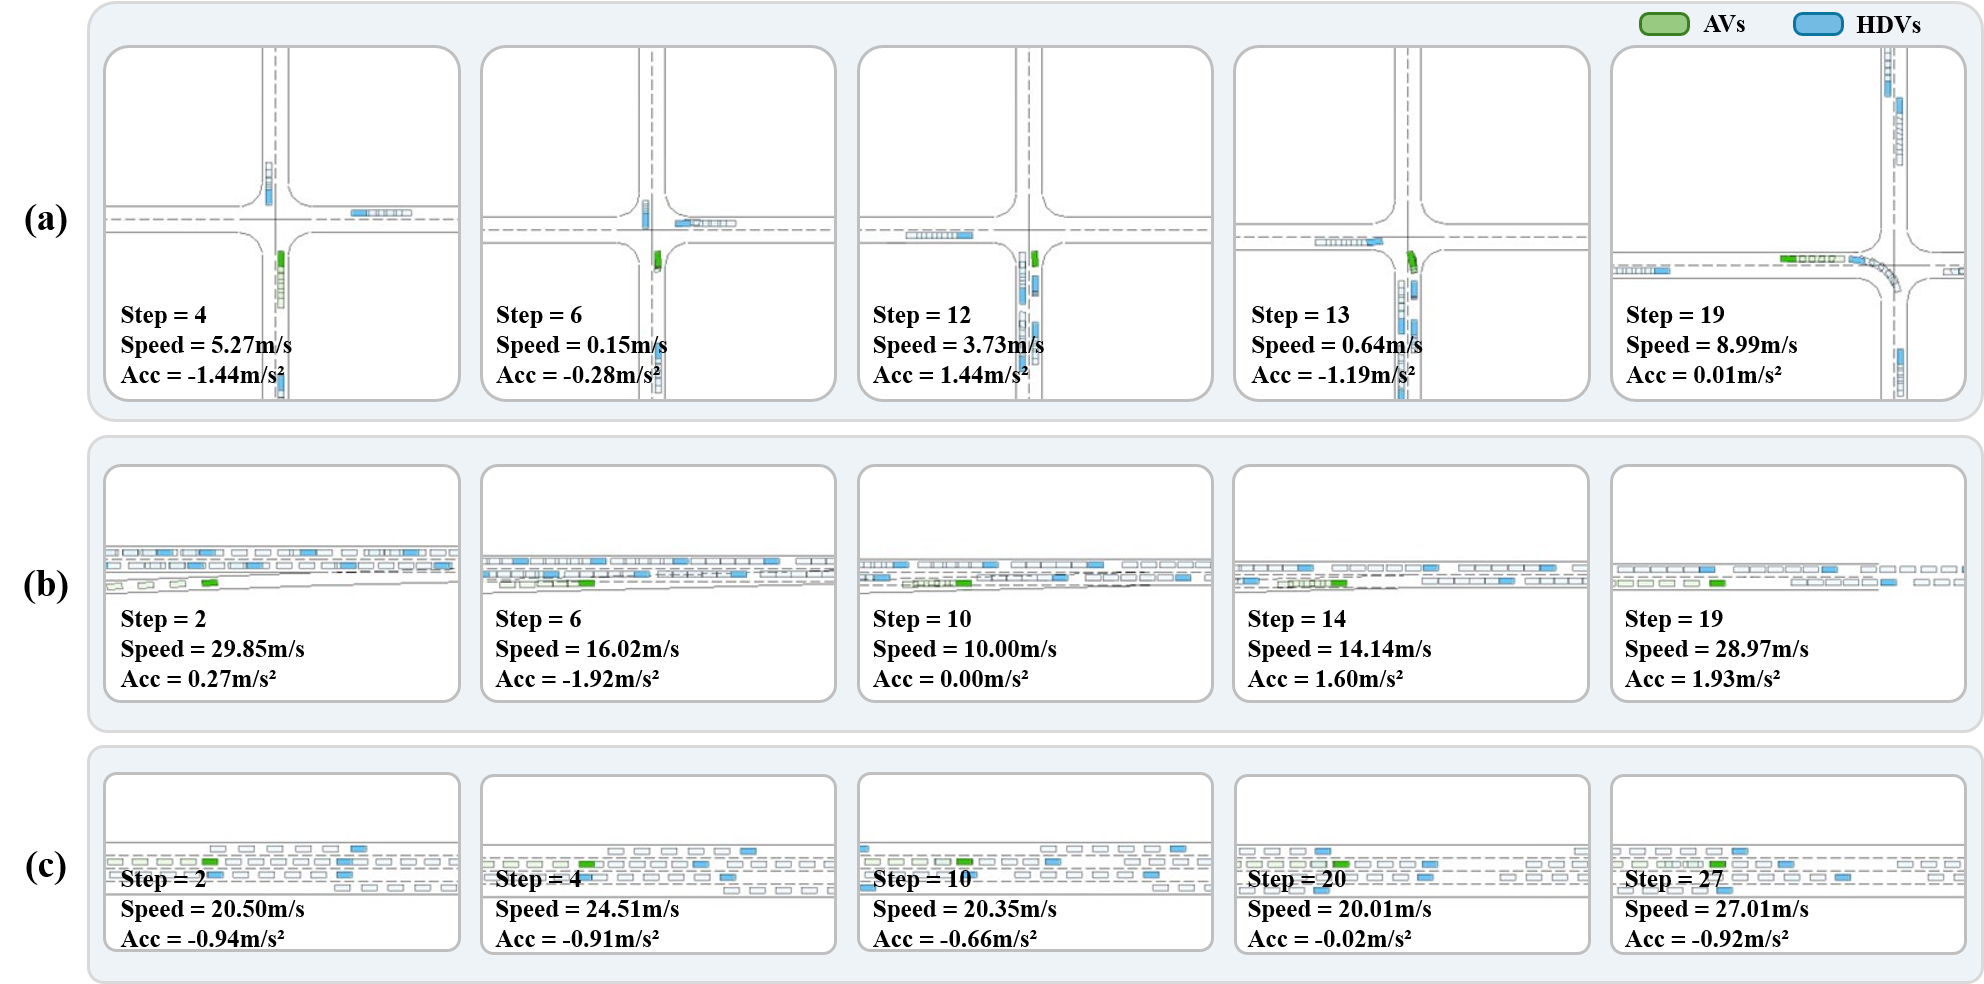 AVs HDVs
(a)
Step = 4
Speed = 5.27m/s
Acc = -1.44m/s²
Step = 6
Speed = 0.15m/s
Acc = -0.28m/s²
Step = 12
Speed = 3.73m/s
Acc = 1.44m/s²
Step = 13
Speed = 0.64m/s
Acc = -1.19m/s²
Step = 19
Speed = 8.99m/s
Acc = 0.01m/s²
(b)
Step = 2
Speed = 29.85m/s
Acc = 0.27m/s²
Step = 6
Speed = 16.02m/s
Acc = -1.92m/s²
Step = 10
Speed = 10.00m/s
Acc = 0.00m/s²
Step = 14
Speed = 14.14m/s
Acc = 1.60m/s²
Step = 19
Speed = 28.97m/s
Acc = 1.93m/s²
(c)
Step = 2
Speed = 20.50m/s
Acc = -0.94m/s²
Step = 4
Speed = 24.51m/s
Acc = -0.91m/s²
Step = 10
Speed = 20.35m/s
Acc = -0.66m/s²
Step = 20
Speed = 20.01m/s
Acc = -0.02m/s²
Step = 27
Speed = 27.01m/s
Acc = -0.92m/s²